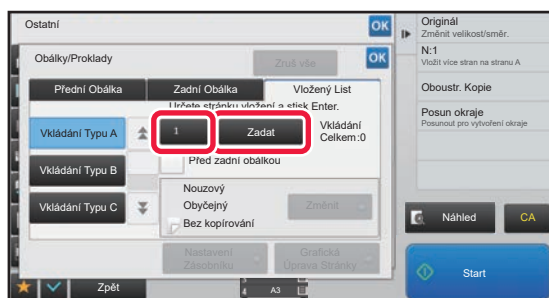 Ostatní
OK
Obálky/Proklady
Zruš vše
OK
Přední Obálka
Zadní Obálka
Vložený List
Určete stránku vložení a stisk Enter.
Vkládání Typu A
1
Zadat
Vkládání
Celkem:0
Před zadní obálkou
Vkládání Typu B
Nouzový
Obyčejný
Bez kopírování
Změnit
Vkládání Typu C
Nastavení
Zásobníku
Grafická
Úprava Stránky
Zpět
3
4
A3
Originál
Změnit velikost/směr.
N:1
Vložit více stran na stranu A
Oboustr. Kopie
Posun okraje
Posunout pro vytvoření okraje
Náhled
CA
Start